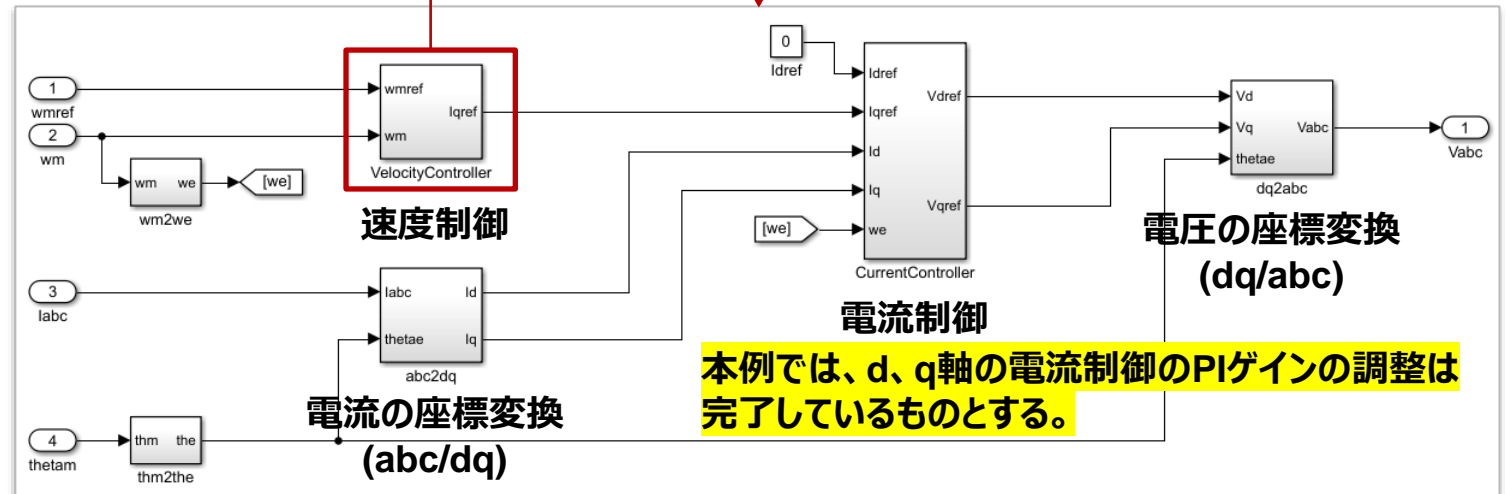 0
Idref
1
wmref
2
wm
wmref
wm
Iqref
VelocityController
速度制御
wm
we
wm2we
[we]
Idref
Iqref
Id
Iq
we
Vdref
Vqref
CurrentController
[we]
電流制御
Vd
Vq
thetae
Vabc
dq2abc
1
Vabc
電圧の座標変換
(dq/abc)
3
Iabc
Iabc
thetae
Id
Iq
abc2dq
電流の座標変換
(abc/dq)
本例では、d、q軸の電流制御のPIゲインの調整は
完了しているものとする。
4
thetam
thm
the
thm2the